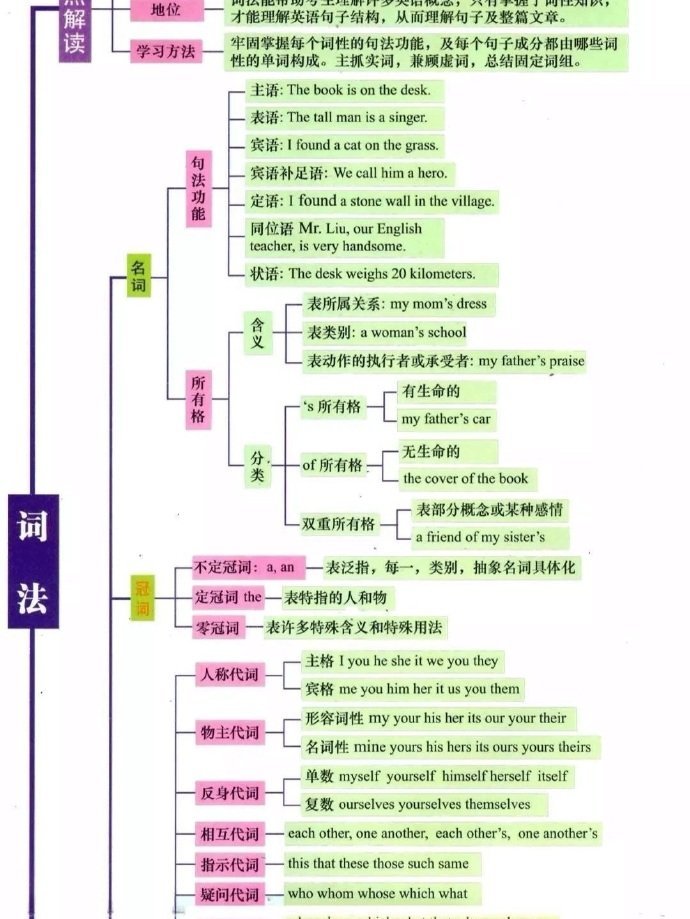 解读
地位
才能理解英语句子结构，从而理解句子及整篇文章。
学习方法
牢固掌握每个词性的句法功能，及每个句子成分都由哪些词
性的单词构成。主抓实词，兼顾虚词，总结固定词组。
词法
名词
句法功能
主语: The book is on the desk.
表语: The tall man is a singer.
宾语: I found a cat on the grass.
宾语补足语: We call him a hero.
定语: I found a stone wall in the village.
同位语 Mr. Liu, our English
teacher, is very handsome.
状语: The desk weighs 20 kilometers.
所有格
含义
表所属关系: my mom's dress
表类别: a woman's school
表动作的执行者或承受者: my father's praise
分类
's 所有格
有生命的
my father's car
of 所有格
无生命的
the cover of the book
双重所有格
表部分概念或某种感情
a friend of my sister's
冠词
不定冠词: a, an
表泛指，每一，类别，抽象名词具体化
定冠词 the
表特指的人和物
零冠词
表许多特殊含义和特殊用法
人称代词
主格 I you he she it we you they
宾格 me you him her it us you them
物主代词
形容词性 my your his her its our your their
名词性 mine yours his hers its ours yours theirs
反身代词
单数 myself yourself himself herself itself
复数 ourselves yourselves themselves
相互代词
each other, one another, each other's, one another's
指示代词
this that these those such same
疑问代词
who whom whose which what